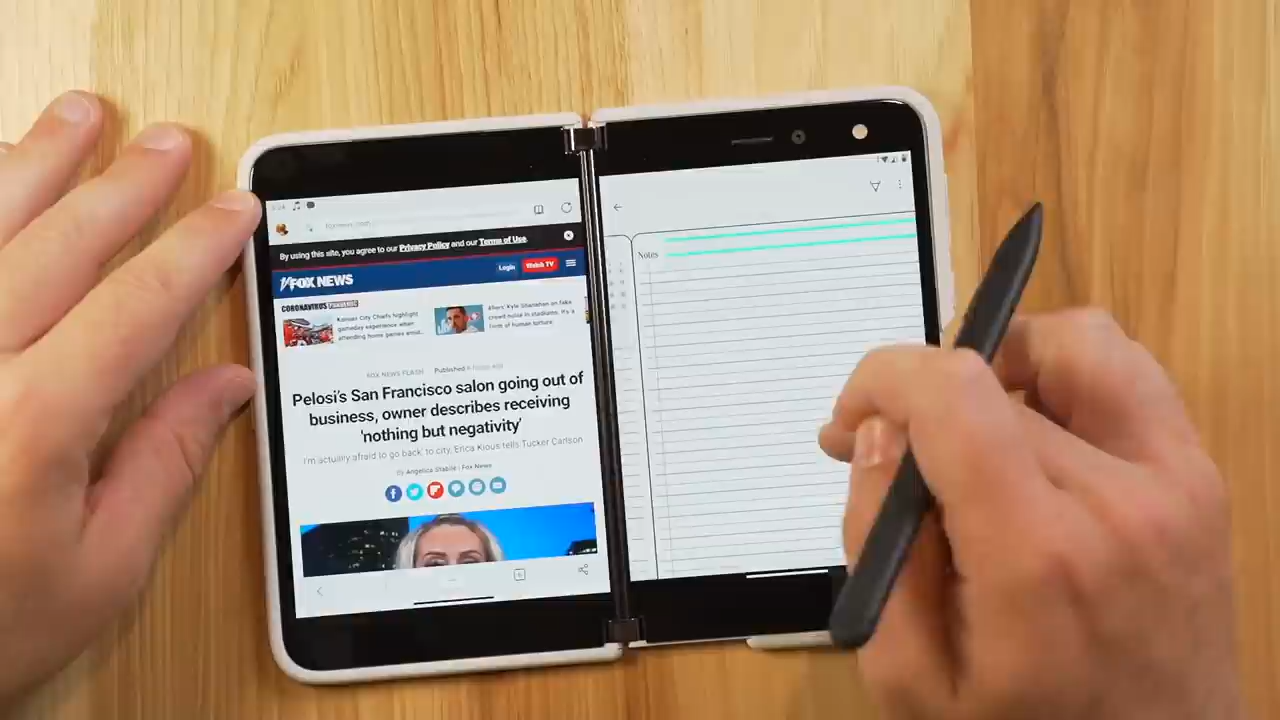 foxnews.com
By using this site, you agree to our Privacy Policy and our Terms of Use.
FOX NEWS
Login
Watch TV
CORONAVIRUS PANDEMIC
Kansas City Chiefs highlight
gameday experience when
attending home games amid...
49ers' Kyle Shanahan on fake
crowd noise in stadiums: It's a
form of human torture
FOX NEWS FLASH
Published
Pelosi's San Francisco salon going out of
business, owner describes receiving
'nothing but negativity'
'I'm actually afraid to go back' to city, Erica Kious tells Tucker Carlson
By Angelica Stabile | Fox News
Notes